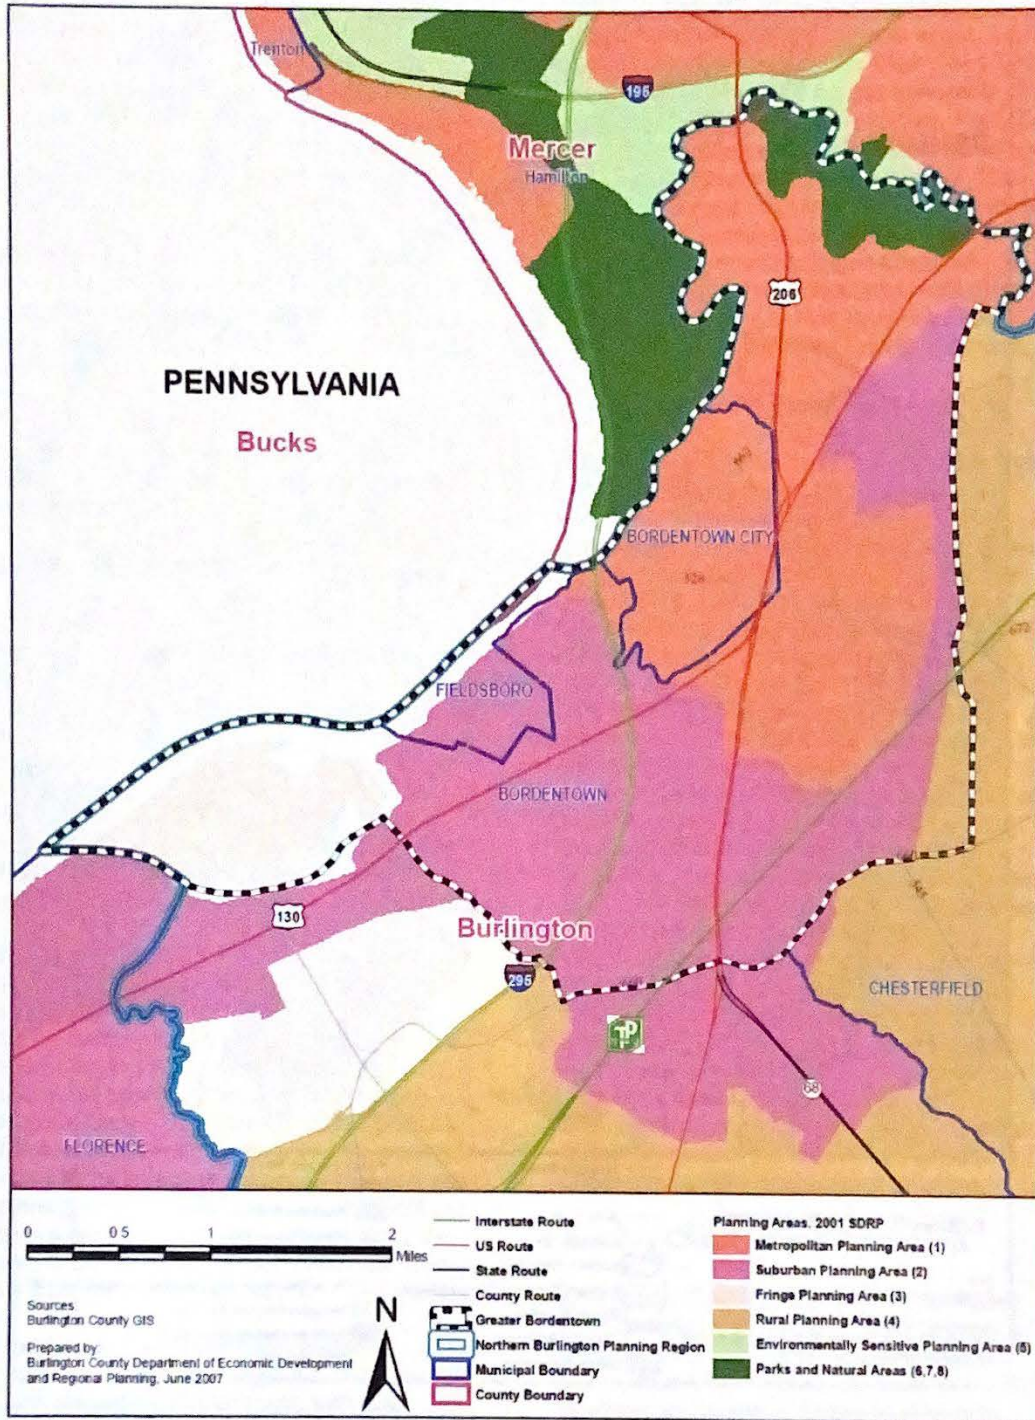 Trenton
195
Mercer
Hamilton
206
PENNSYLVANIA
Bucks
BORDENTOWN CITY
528
672
FIELDSBORO
BORDENTOWN
130
Burlington
295
CHESTERFIELD
68
FLORENCE
0 0.5 1 2
Miles
Sources
Burlington County GIS
Prepared by:
Burlington County Department of Economic Development
and Regional Planning, June 2007
N
Interstate Route
US Route
State Route
County Route
Greater Bordentown
Northern Burlington Planning Region
Municipal Boundary
County Boundary
Planning Areas. 2001 SDRP
Metropolitan Planning Area (1)
Suburban Planning Area (2)
Fringe Planning Area (3)
Rural Planning Area (4)
Environmentally Sensitive Planning Area (5)
Parks and Natural Areas (6,7,8)